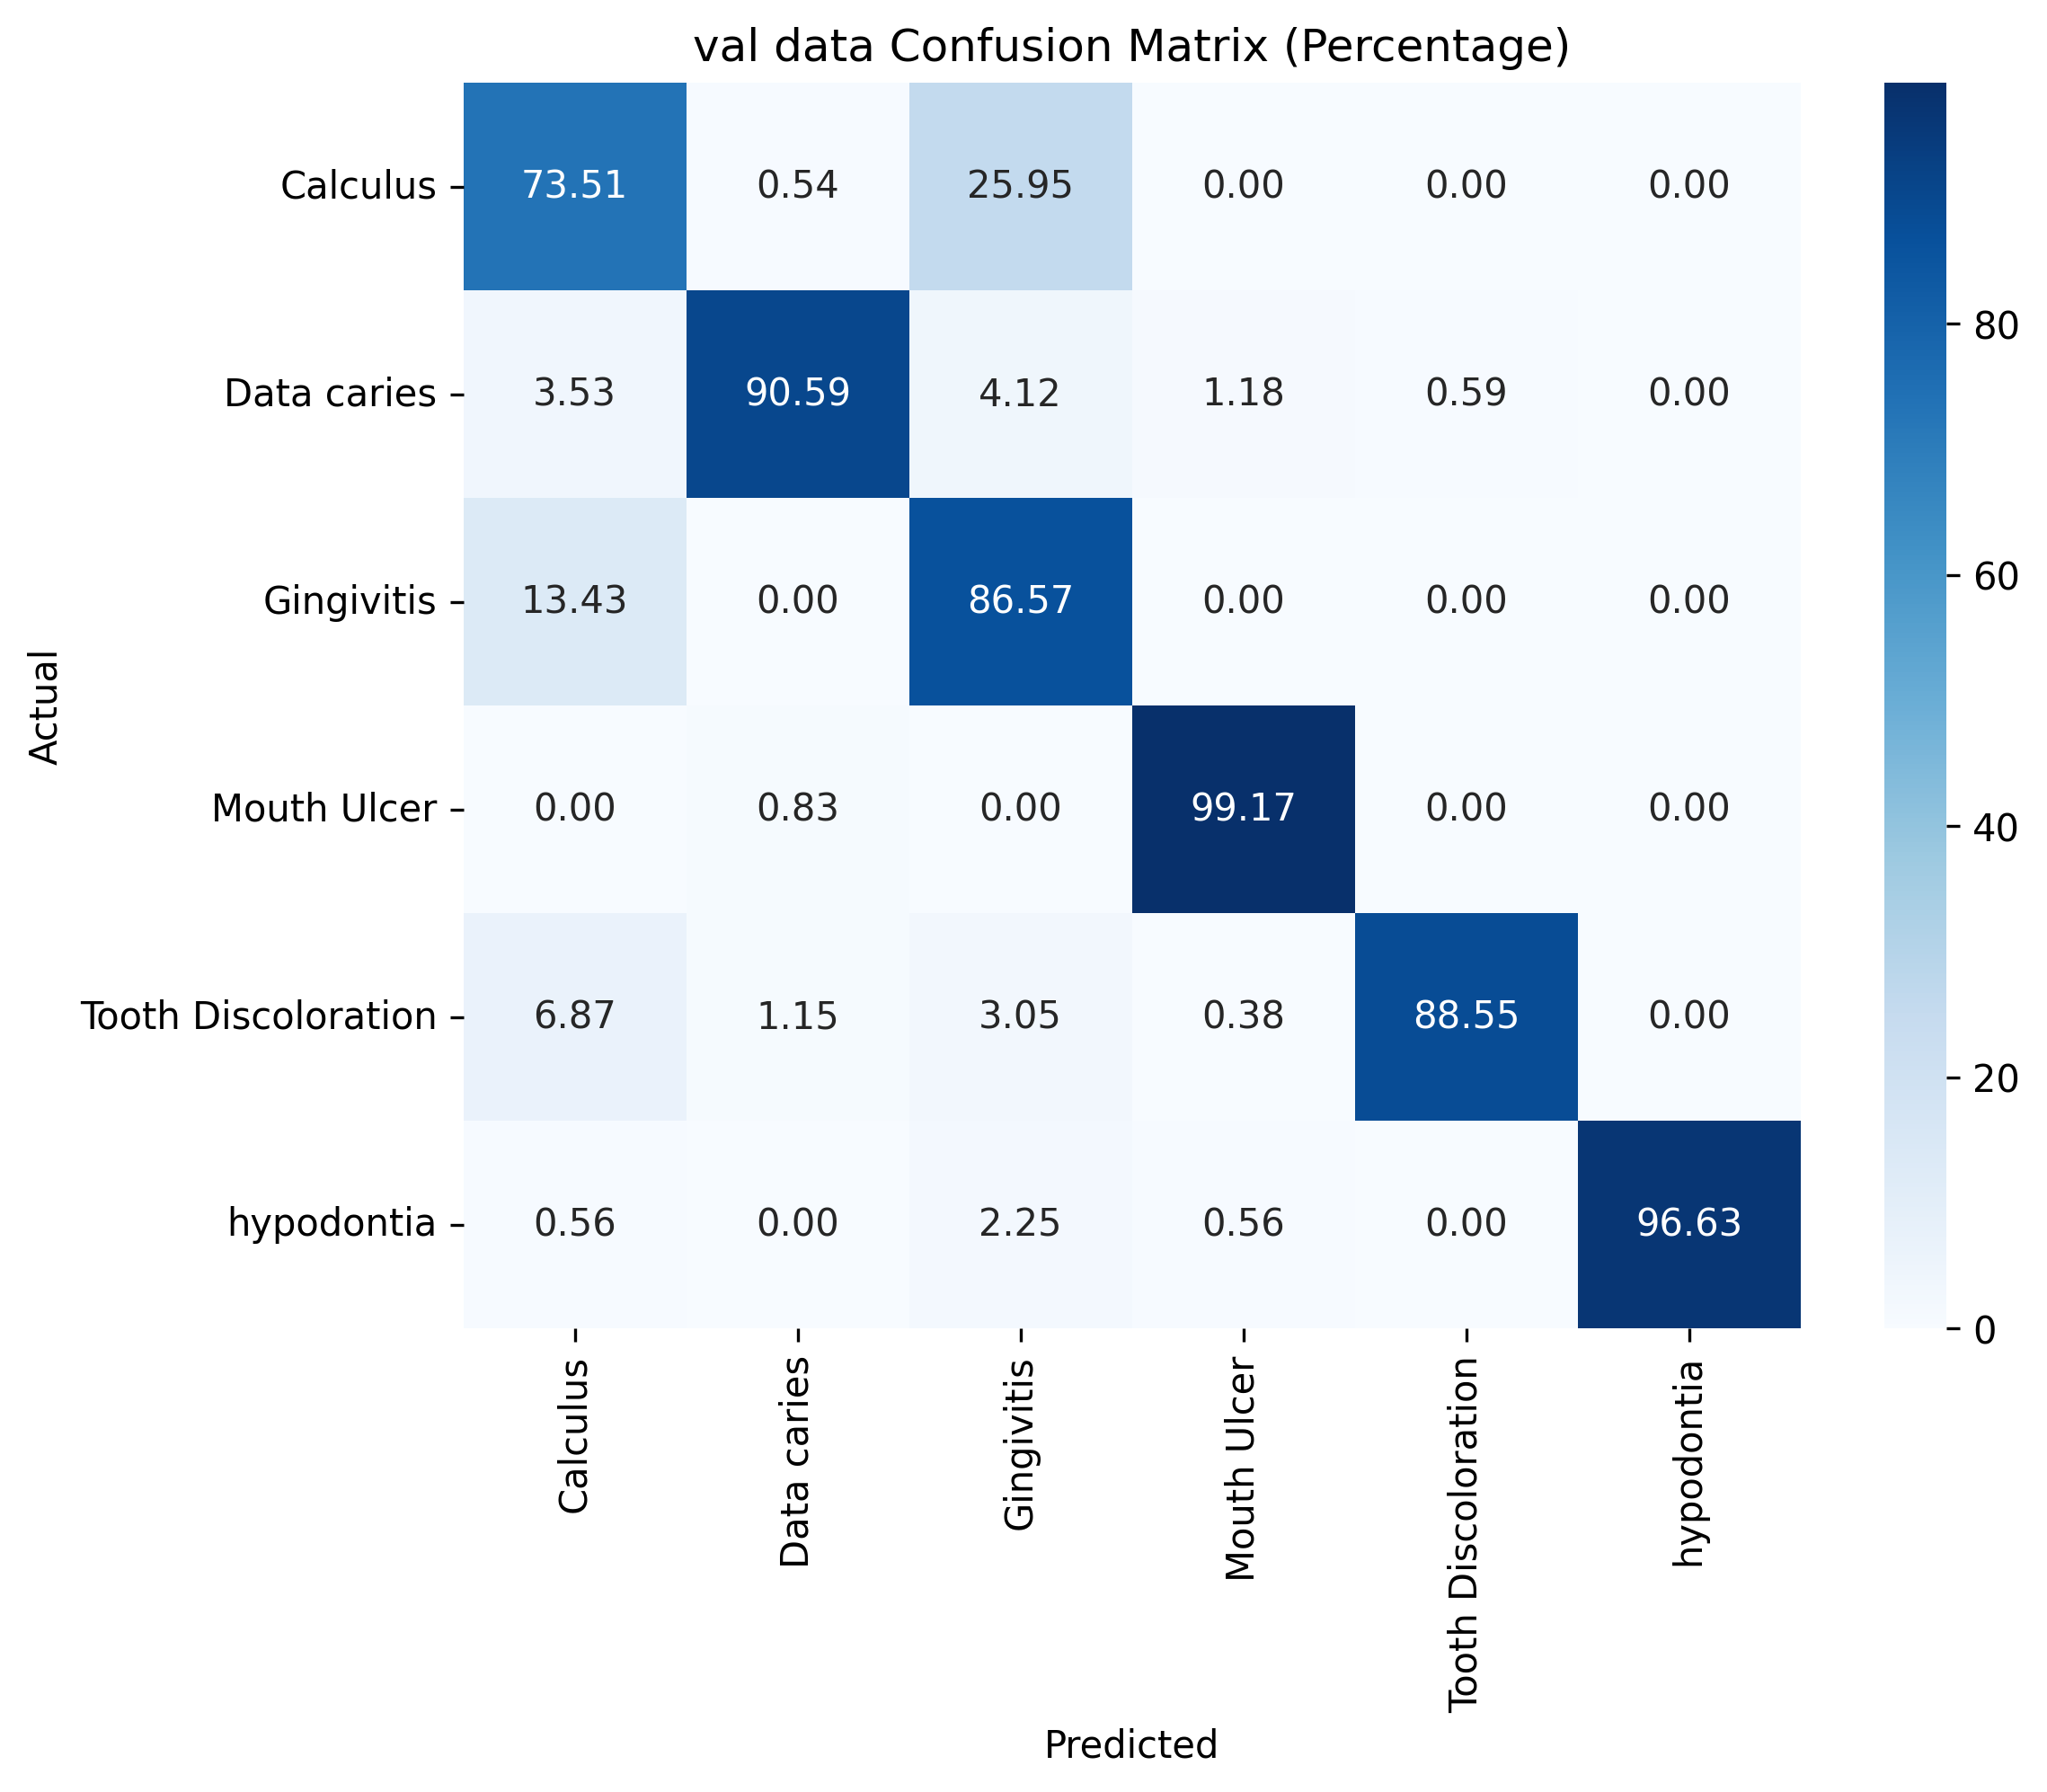 val data Confusion Matrix (Percentage)
Calculus 73.51 0.54 25.95 0.00 0.00 0.00
Data caries 3.53 90.59 4.12 1.18 0.59 0.00
Gingivitis 13.43 0.00 86.57 0.00 0.00 0.00
Mouth Ulcer 0.00 0.83 0.00 99.17 0.00 0.00
Tooth Discoloration 6.87 1.15 3.05 0.38 88.55 0.00
hypodontia 0.56 0.00 2.25 0.56 0.00 96.63
Actual
Calculus
Data caries
Gingivitis
Mouth Ulcer
Tooth Discoloration
hypodontia
Predicted
80
60
40
20
0